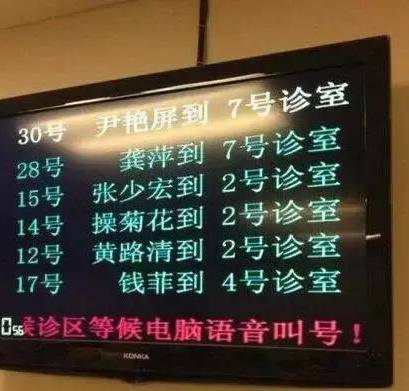 30号 尹艳屏到 7号诊室
28号 龚萍到 7号诊室
15号 张少宏到 2号诊室
14号 操菊花到 2号诊室
12号 黄路清到 2号诊室
17号 钱菲到 4号诊室
诊区等候电脑语音叫号！
KONKA